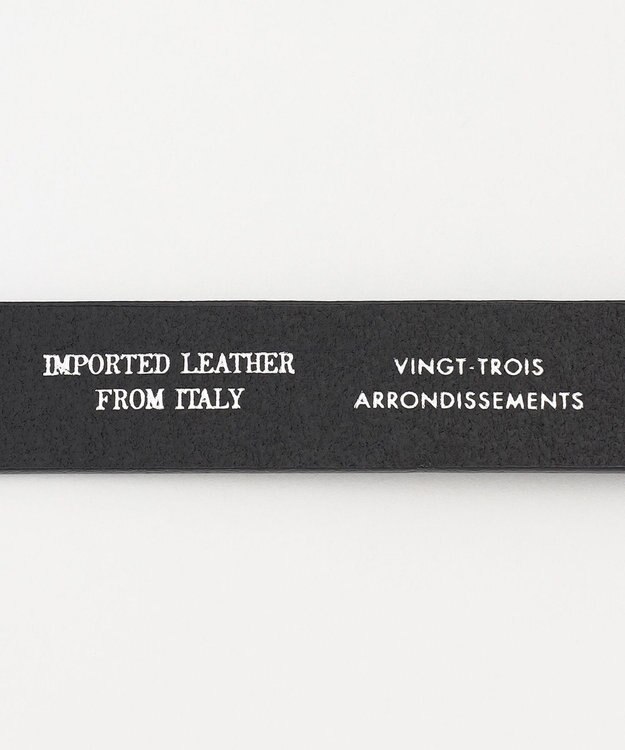 IMPORTED LEATHER
FROM ITALY
VINGT-TROIS
ARRONDISSEMENTS